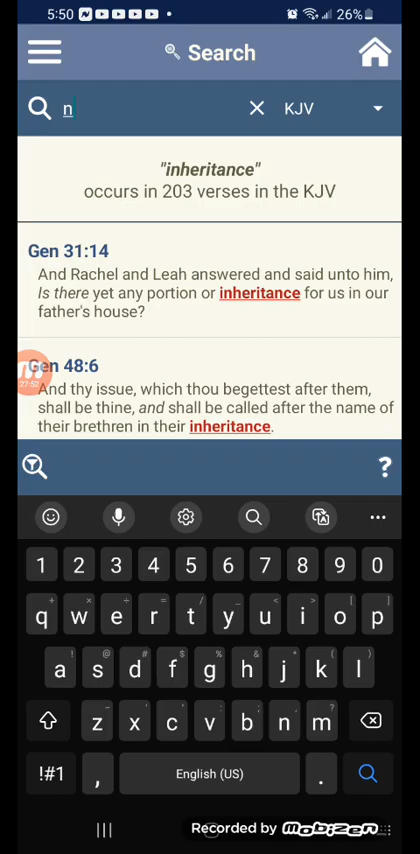 5:50 26%
Search
n KJV
"inheritance"
occurs in 203 verses in the KJV
Gen 31:14
And Rachel and Leah answered and said unto him,
Is there yet any portion or inheritance for us in our
father's house?
27:52
Gen 48:6
And thy issue, which thou begettest after them,
shall be thine, and shall be called after the name of
their brethren in their inheritance.
?
1 2 3 4 5 6 7 8 9 0
+ × ÷ = / _ < > [ ]
q w e r t y u i o p
! @ # $ % ^ & * ( )
a s d f g h j k l
- ' " : ; , ?
z x c v b n m
!#1 , English (US) .
Recorded by mobizen